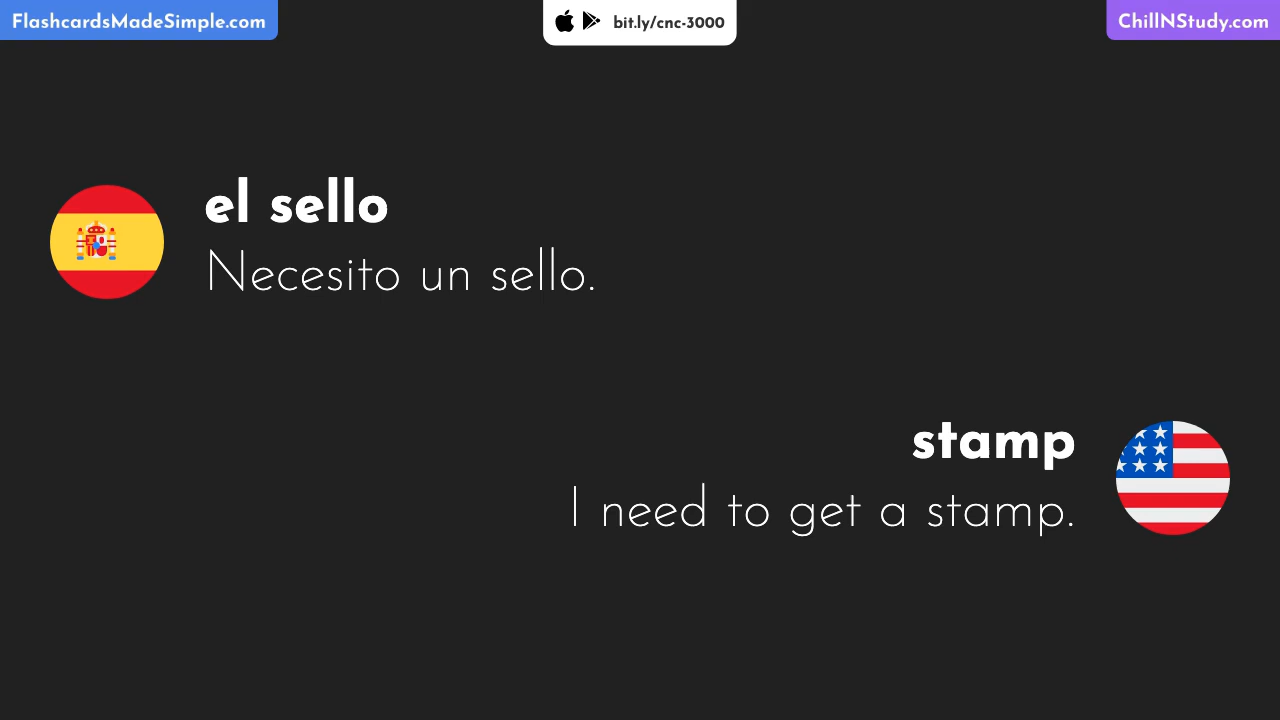 FlashcardsMadeSimple.com
bit.ly/cnc-3000
ChillNStudy.com
el sello
Necesito un sello.
stamp
I need to get a stamp.